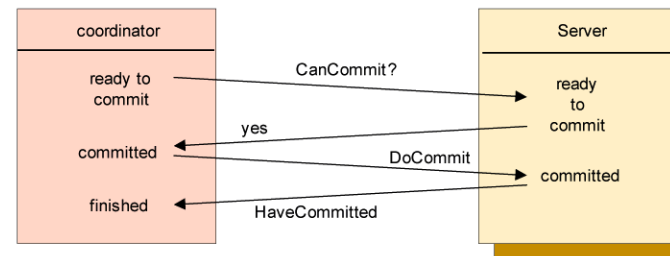 coordinator
Server
CanCommit?
ready to
commit
ready
to
commit
yes
committed
DoCommit
committed
finished
HaveCommitted